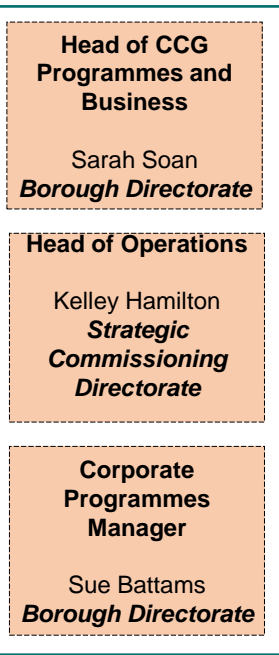 Head of CCG
Programmes and
Business
Sarah Soan
Borough Directorate
Head of Operations
Kelley Hamilton
Strategic
Commissioning
Directorate
Corporate
Programmes
Manager
Sue Battams
Borough Directorate